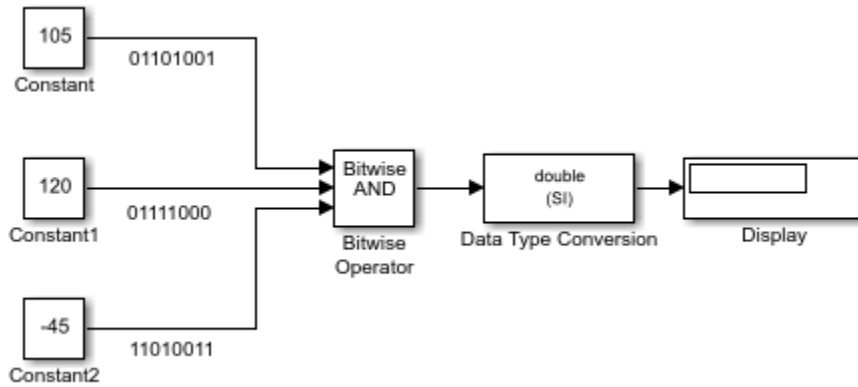 105
01101001
Constant
120
01111000
Constant1
-45
11010011
Constant2
Bitwise
AND
Bitwise
Operator
double
(SI)
Data Type Conversion
Display